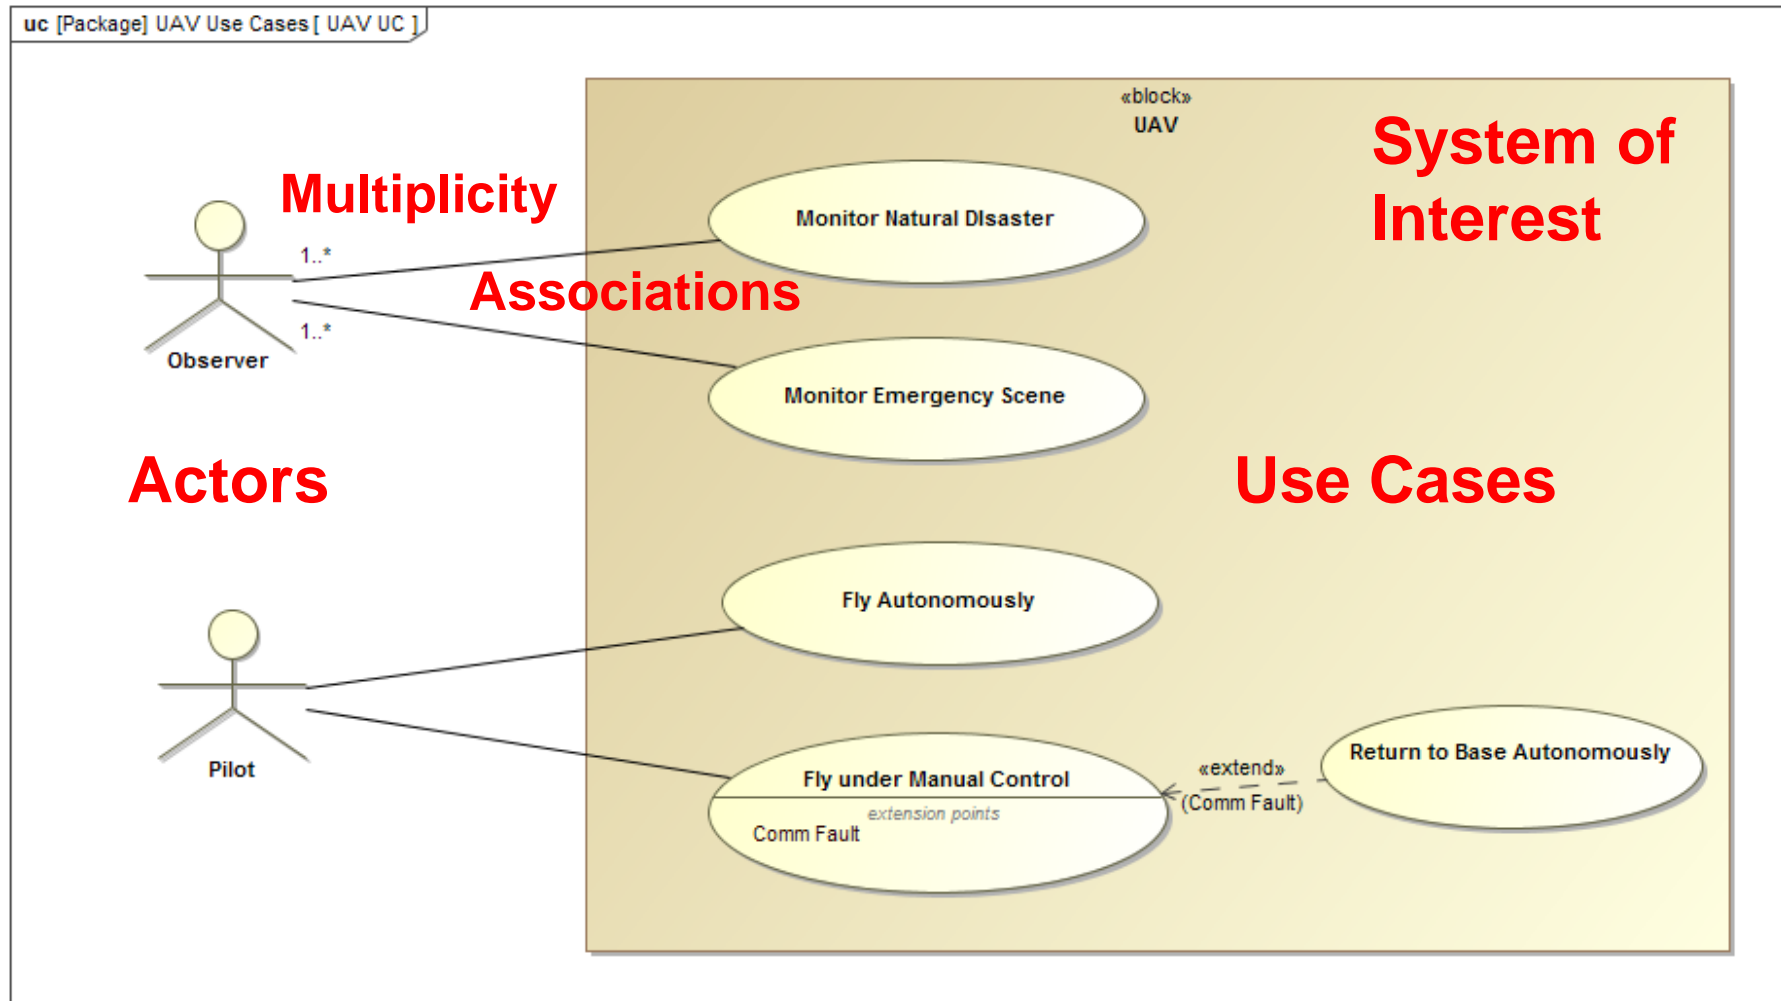 uc [Package] UAV Use Cases [ UAV UC ]
«block»
UAV
System of
Interest
Multiplicity
Monitor Natural DIsaster
1..*
Associations
1..*
Observer
Monitor Emergency Scene
Actors
Use Cases
Fly Autonomously
Pilot
Fly under Manual Control
extension points
Comm Fault
«extend»
(Comm Fault)
Return to Base Autonomously